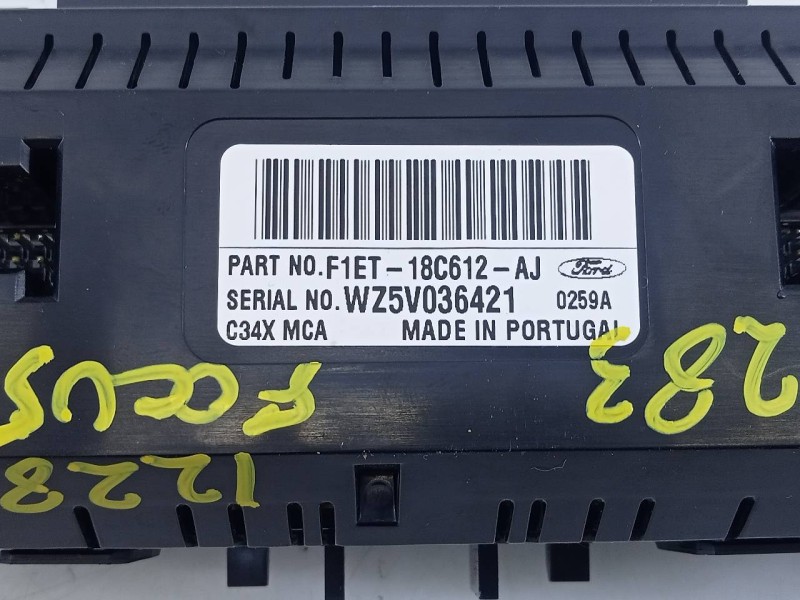 PART NO. F1ET-18C612-AJ Ford
SERIAL NO. WZ5V036421 0259A
C34X MCA MADE IN PORTUGAL
283
FOCUS
1228